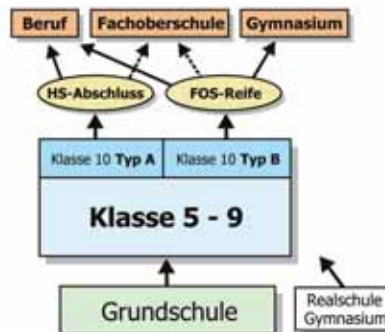 Beruf Fachoberschule Gymnasium
HS-Abschluss FOS-Reife
Klasse 10 Typ A Klasse 10 Typ B
Klasse 5 - 9
Grundschule
Realschule
Gymnasium